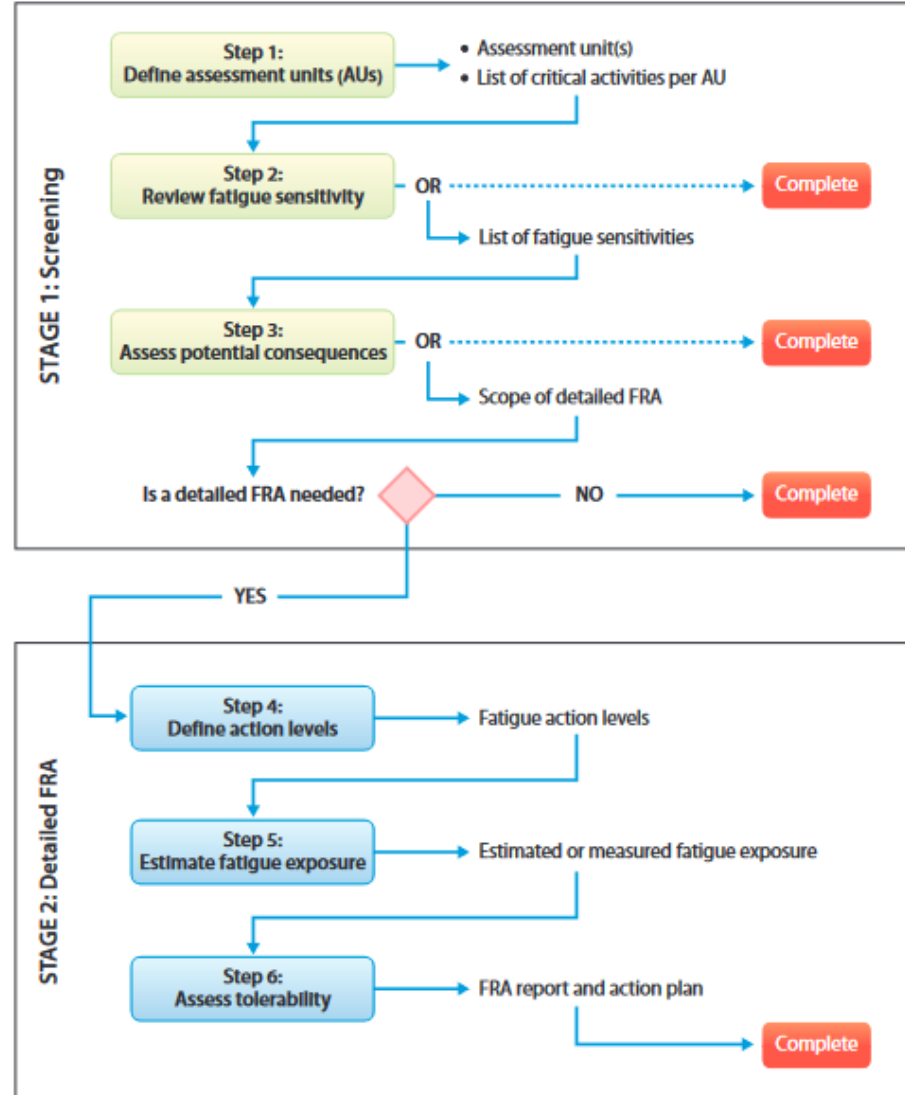 STAGE 1: Screening
Step 1:
Define assessment units (AUs)
• Assessment unit(s)
• List of critical activities per AU
Step 2:
Review fatigue sensitivity
OR
Complete
List of fatigue sensitivities
Step 3:
Assess potential consequences
OR
Complete
Scope of detailed FRA
Is a detailed FRA needed?
NO
Complete
YES
STAGE 2: Detailed FRA
Step 4:
Define action levels
Fatigue action levels
Step 5:
Estimate fatigue exposure
Estimated or measured fatigue exposure
Step 6:
Assess tolerability
FRA report and action plan
Complete